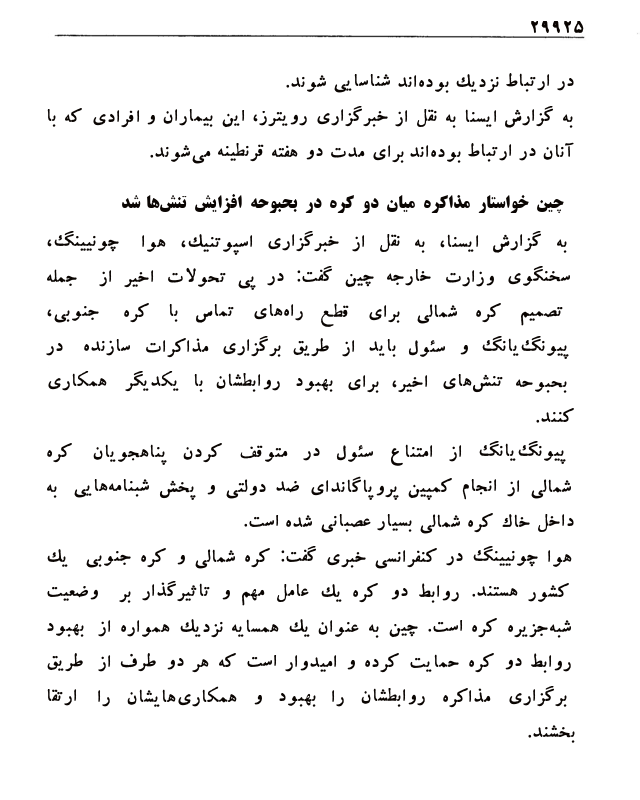 ۲۹۹۲۵
در ارتباط نزدیك بوده‌اند شناسایی شوند.
به گزارش ایسنا به نقل از خبرگزاری رویترز، این بیماران و افرادی که با
آنان در ارتباط بوده‌اند برای مدت دو هفته قرنطینه می‌شوند.
چین خواستار مذاکره میان دو کره در بحبوحه افزایش تنش‌ها شد
به گزارش ایسنا، به نقل از خبرگزاری اسپوتنیك، هوا چونیینگ،
سخنگوی وزارت خارجه چین گفت: در پی تحولات اخیر از جمله
تصمیم کره شمالی برای قطع راه‌های تماس با کره جنوبی،
پیونگ‌یانگ و سئول باید از طریق برگزاری مذاکرات سازنده در
بحبوحه تنش‌های اخیر، برای بهبود روابطشان با یکدیگر همکاری
کنند.
پیونگ‌یانگ از امتناع سئول در متوقف کردن پناهجویان کره
شمالی از انجام کمپین پروپاگاندای ضد دولتی و پخش شبنامه‌هایی به
داخل خاك کره شمالی بسیار عصبانی شده است.
هوا چونیینگ در کنفرانسی خبری گفت: کره شمالی و کره جنوبی یك
کشور هستند. روابط دو کره یك عامل مهم و تاثیرگذار بر وضعیت
شبه‌جزیره کره است. چین به عنوان یك همسایه نزدیك همواره از بهبود
روابط دو کره حمایت کرده و امیدوار است که هر دو طرف از طریق
برگزاری مذاکره روابطشان را بهبود و همکاری‌هایشان را ارتقا
بخشند.